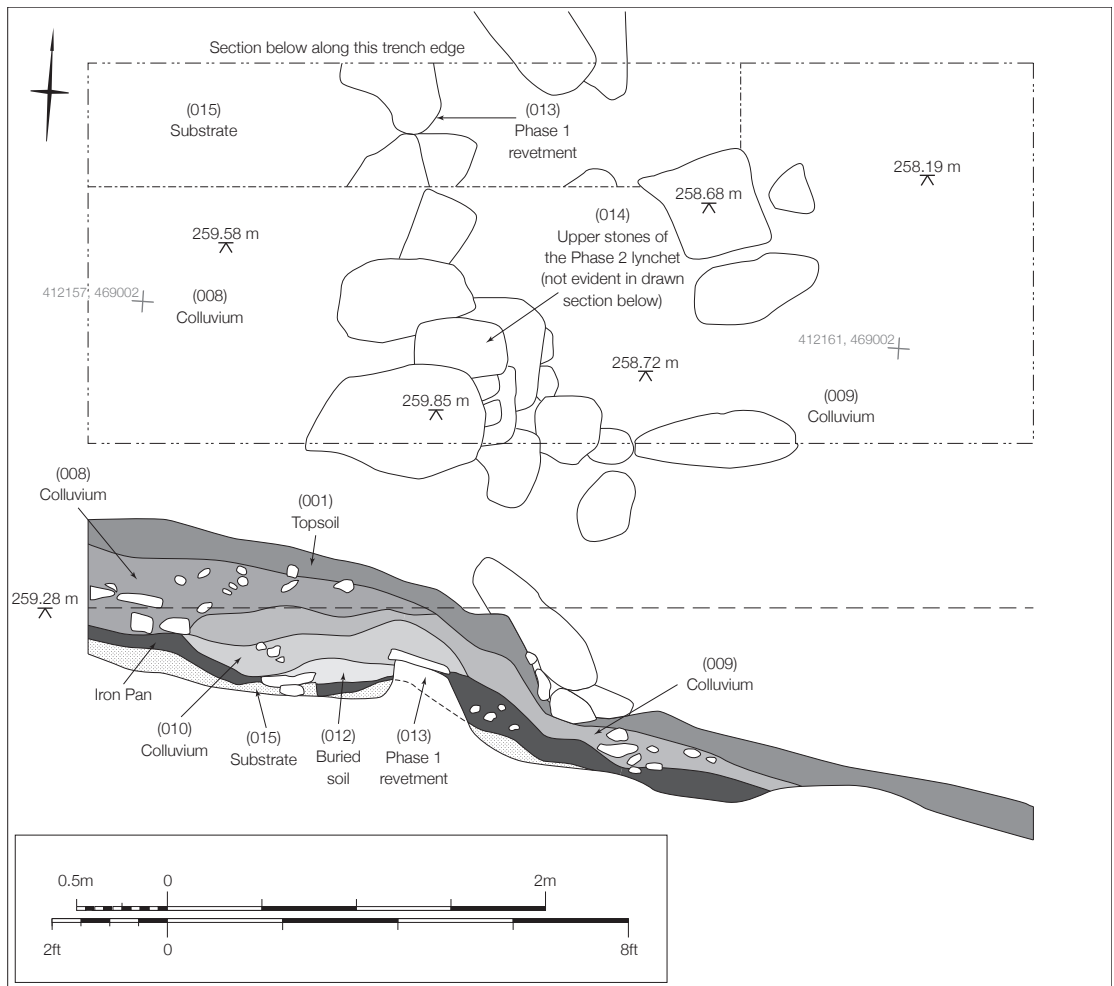 Section below along this trench edge
(015)
Substrate
(013)
Phase 1
revetment
258.19 m
258.68 m
(014)
Upper stones of
the Phase 2 lynchet
(not evident in drawn
section below)
259.58 m
412157, 469002
(008)
Colluvium
412161, 469002
258.72 m
259.85 m
(009)
Colluvium
(008)
Colluvium
(001)
Topsoil
259.28 m
(009)
Colluvium
Iron Pan
(010)
Colluvium
(015)
Substrate
(012)
Buried
soil
(013)
Phase 1
revetment
0.5m 0 2m
2ft 0 8ft